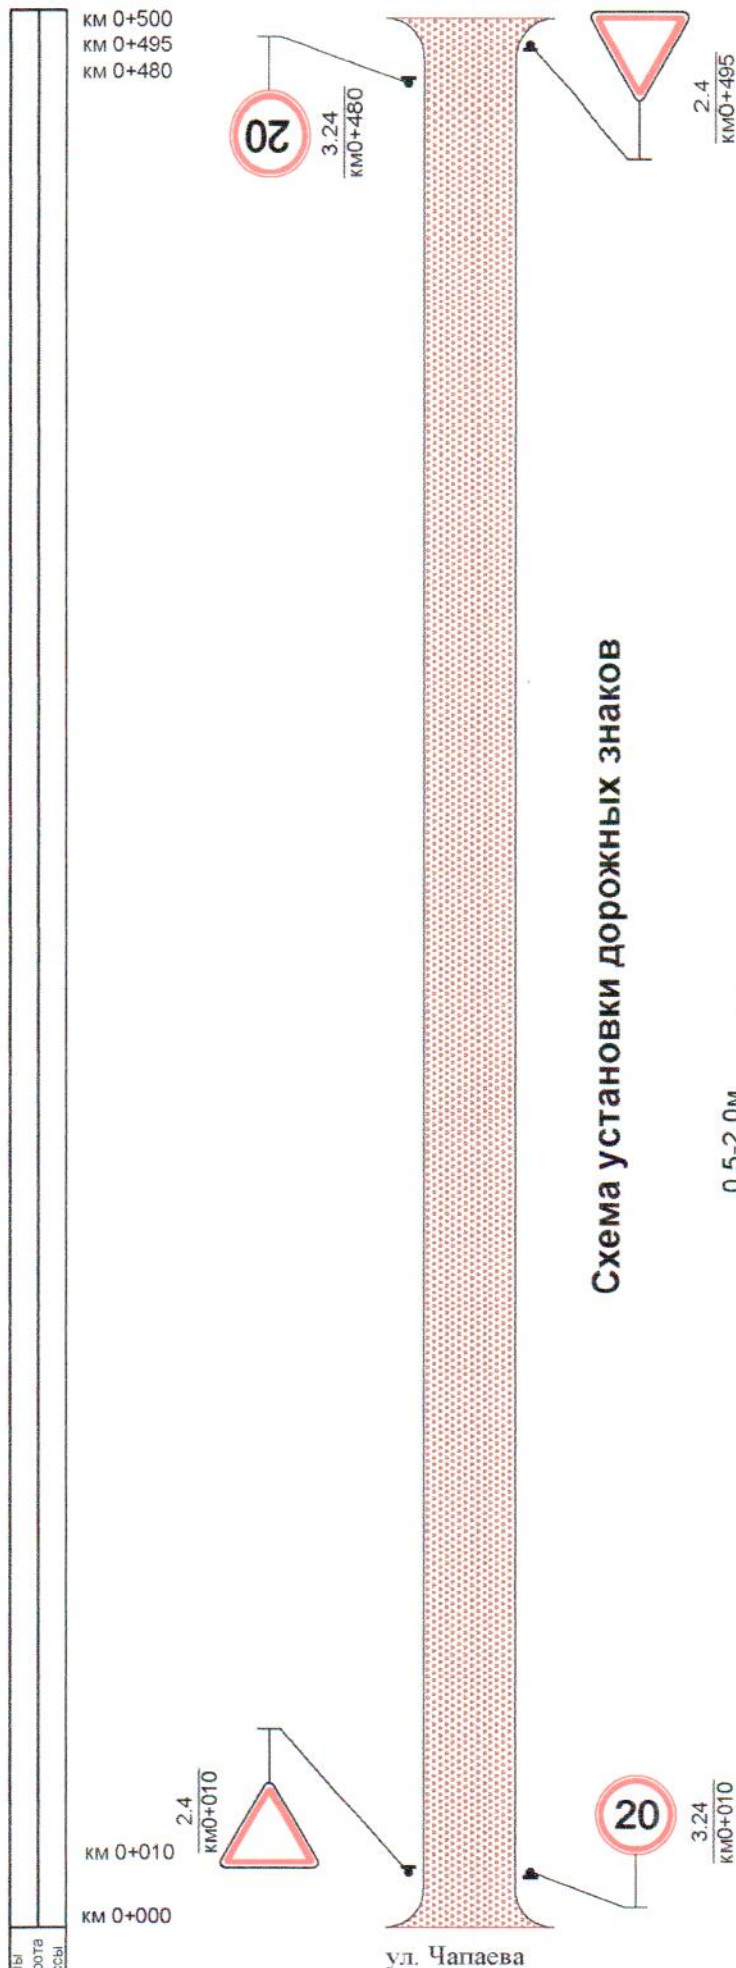 км 0+500
км 0+495
км 0+480
20
3.24
км0+480
2.4
км0+495
Схема установки дорожных знаков
0,5-2,0м
2.4
км0+010
км 0+010
20
3.24
км0+010
км 0+000
ул. Чапаева